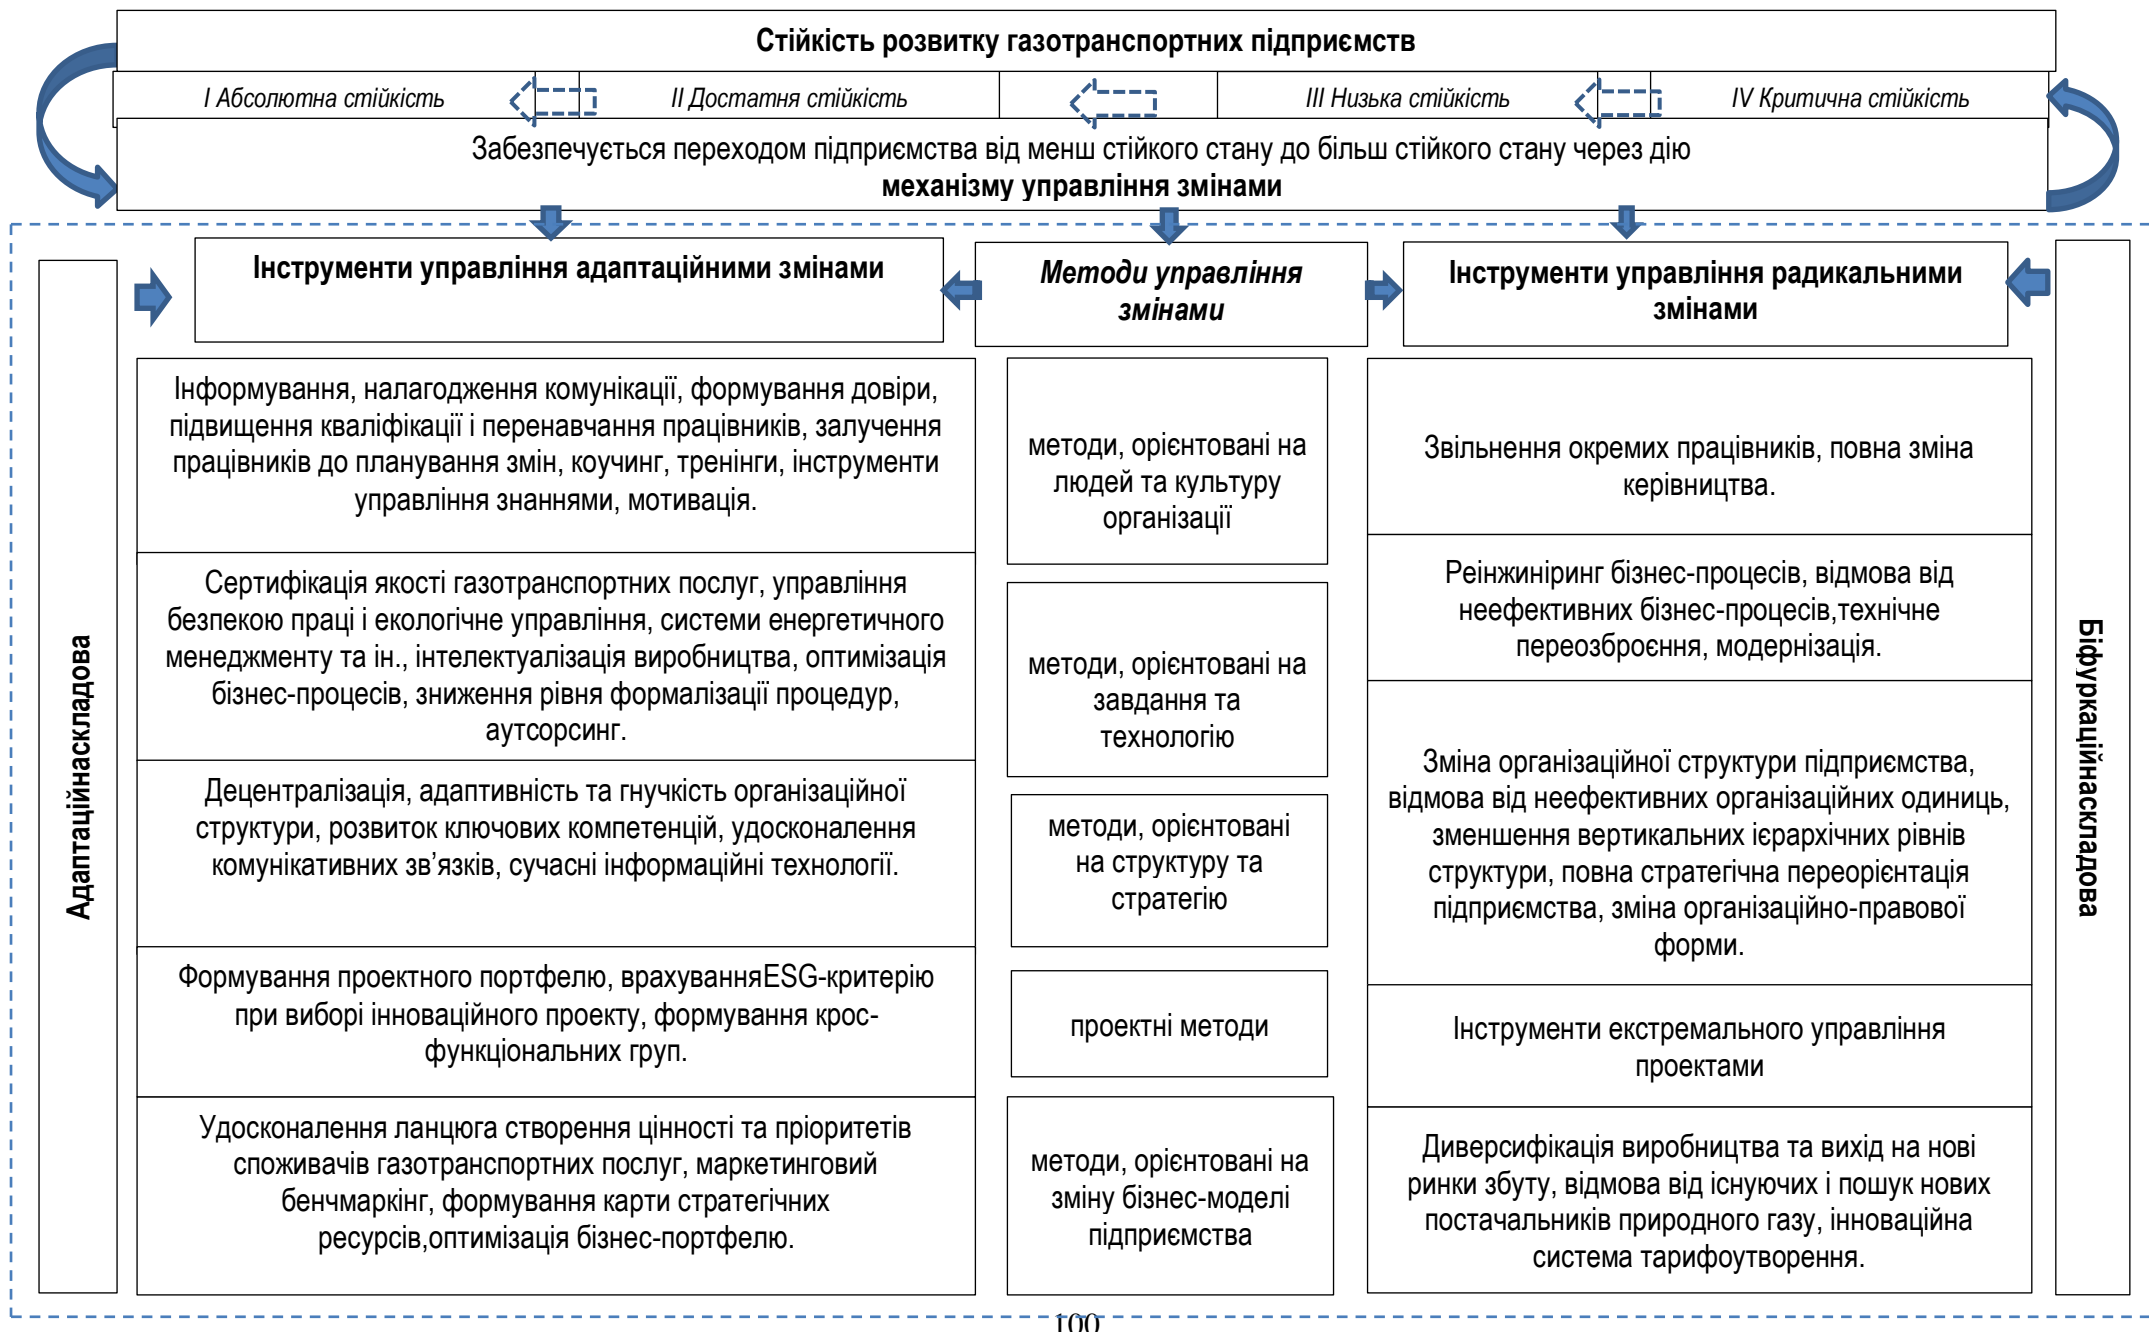 Стійкість розвитку газотранспортних підприємств
І Абсолютна стійкість
ІІ Достатня стійкість
ІІІ Низька стійкість
IV Критична стійкість
Забезпечується переходом підприємства від менш стійкого стану до більш стійкого стану через дію
механізму управління змінами
Інструменти управління адаптаційними змінами
Методи управління
змінами
Інструменти управління радикальними
змінами
Адаптаційнаскладова
Інформування, налагодження комунікації, формування довіри,
підвищення кваліфікації і перенавчання працівників, залучення
працівників до планування змін, коучинг, тренінги, інструменти
управління знаннями, мотивація.
методи, орієнтовані на
людей та культуру
організації
Звільнення окремих працівників, повна зміна
керівництва.
Сертифікація якості газотранспортних послуг, управління
безпекою праці і екологічне управління, системи енергетичного
менеджменту та ін., інтелектуалізація виробництва, оптимізація
бізнес-процесів, зниження рівня формалізації процедур,
аутсорсинг.
методи, орієнтовані на
завдання та
технологію
Реінжиніринг бізнес-процесів, відмова від
неефективних бізнес-процесів,технічне
переозброєння, модернізація.
Децентралізація, адаптивність та гнучкість організаційної
структури, розвиток ключових компетенцій, удосконалення
комунікативних зв’язків, сучасні інформаційні технології.
методи, орієнтовані
на структуру та
стратегію
Зміна організаційної структури підприємства,
відмова від неефективних організаційних одиниць,
зменшення вертикальних ієрархічних рівнів
структури, повна стратегічна переорієнтація
підприємства, зміна організаційно-правової
форми.
Формування проектного портфелю, врахуванняESG-критерію
при виборі інноваційного проекту, формування крос-
функціональних груп.
проектні методи
Інструменти екстремального управління
проектами
Удосконалення ланцюга створення цінності та пріоритетів
споживачів газотранспортних послуг, маркетинговий
бенчмаркінг, формування карти стратегічних
ресурсів,оптимізація бізнес-портфелю.
методи, орієнтовані на
зміну бізнес-моделі
підприємства
Диверсифікація виробництва та вихід на нові
ринки збуту, відмова від існуючих і пошук нових
постачальників природного газу, інноваційна
система тарифоутворення.
Біфуркаційнаскладова
100